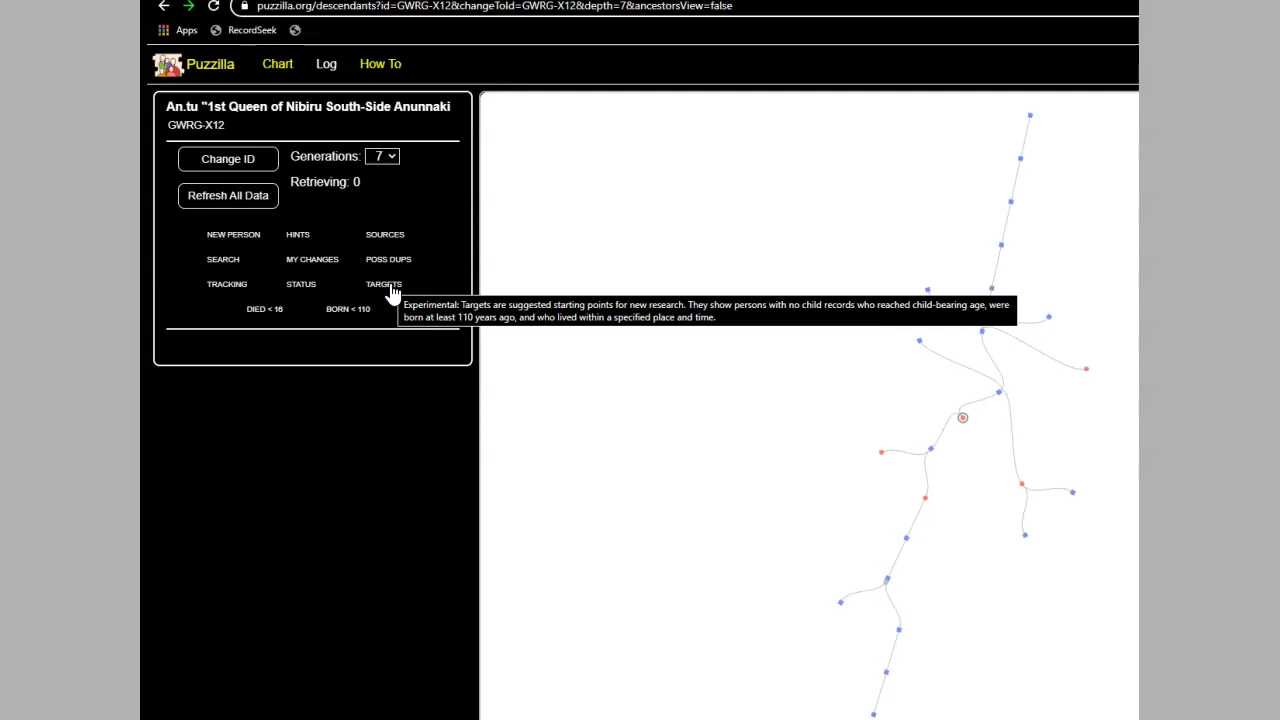 puzzilla.org/descendants?id=GWRG-X12&changeToId=GWRG-X12&depth=7&ancestorsView=false
Apps RecordSeek
Puzzilla Chart Log How To
An.tu "1st Queen of Nibiru South-Side Anunnaki
GWRG-X12
Change ID Generations: 7
Retrieving: 0
Refresh All Data
NEW PERSON HINTS SOURCES
SEARCH MY CHANGES POSS DUPS
TRACKING STATUS TARGETS
DIED < 16 BORN < 110
Experimental: Targets are suggested starting points for new research. They show persons with no child records who reached child-bearing age, were
born at least 110 years ago, and who lived within a specified place and time.